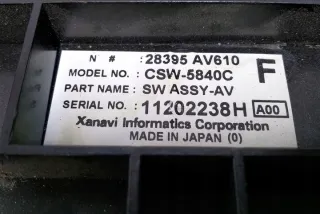 N # : 28395 AV610
MODEL NO. : CSW-5840C F
PART NAME : SW ASSY-AV
SERIAL NO. : 11202238H A00
Xanavi Informatics Corporation
MADE IN JAPAN (0)